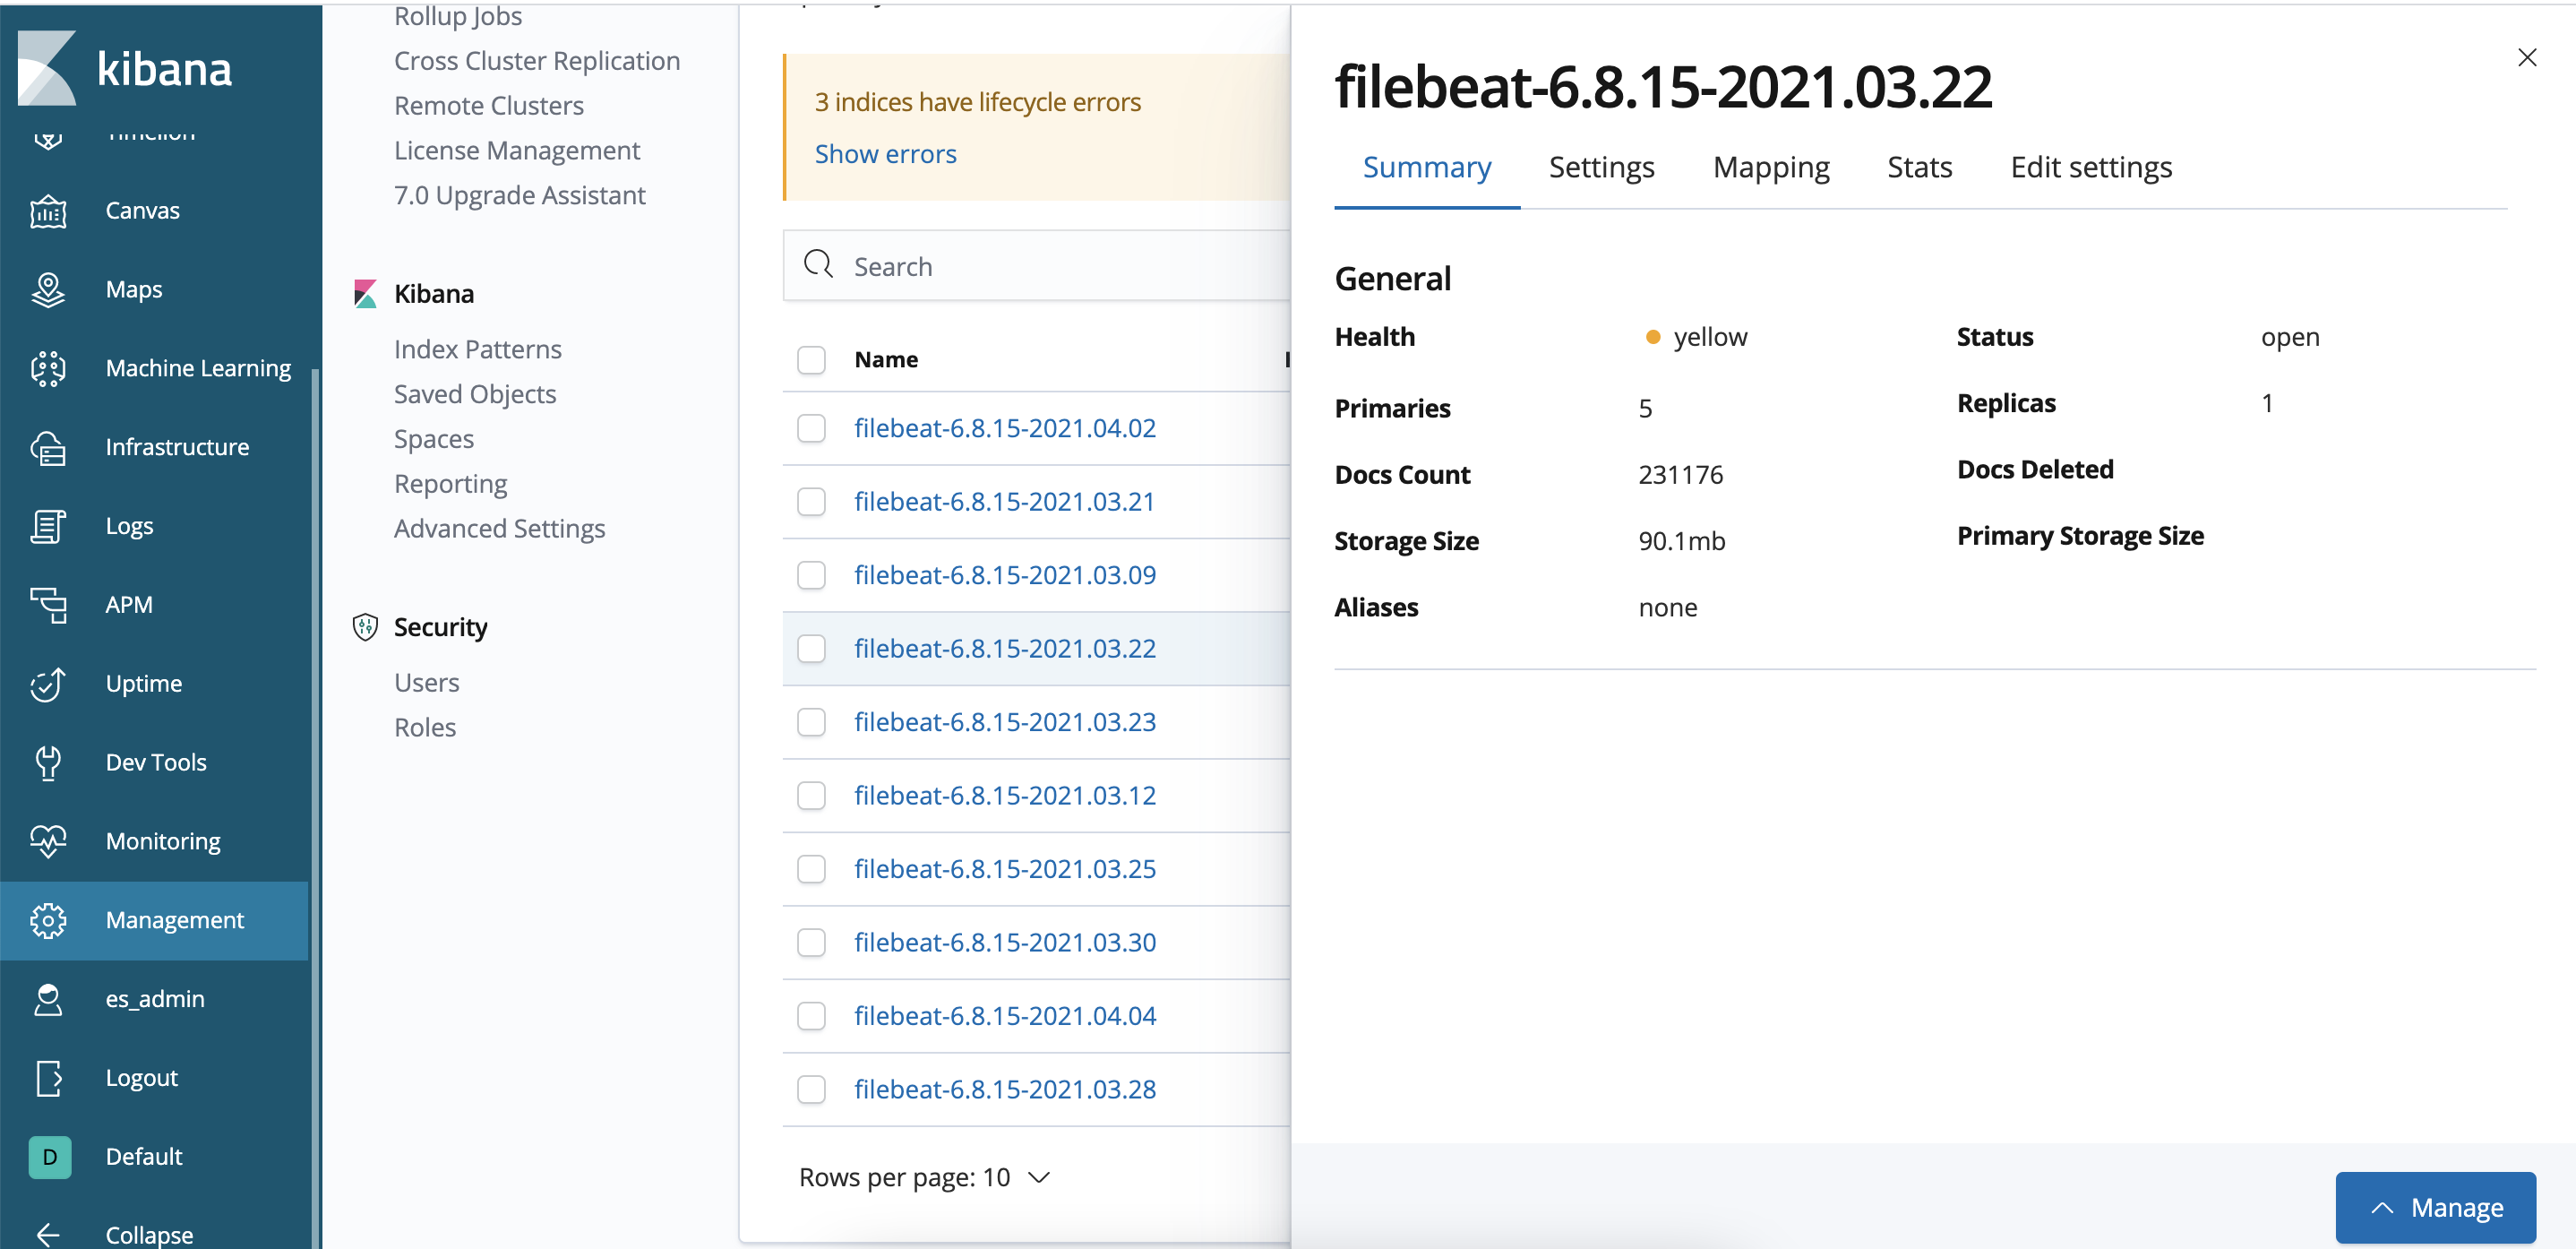 kibana
Timelion
Canvas
Maps
Machine Learning
Infrastructure
Logs
APM
Uptime
Dev Tools
Monitoring
Management
es_admin
Logout
D
Default
Collapse
Rollup Jobs
Cross Cluster Replication
Remote Clusters
License Management
7.0 Upgrade Assistant
Kibana
Index Patterns
Saved Objects
Spaces
Reporting
Advanced Settings
Security
Users
Roles
3 indices have lifecycle errors
Show errors
Search
Name
filebeat-6.8.15-2021.04.02
filebeat-6.8.15-2021.03.21
filebeat-6.8.15-2021.03.09
filebeat-6.8.15-2021.03.22
filebeat-6.8.15-2021.03.23
filebeat-6.8.15-2021.03.12
filebeat-6.8.15-2021.03.25
filebeat-6.8.15-2021.03.30
filebeat-6.8.15-2021.04.04
filebeat-6.8.15-2021.03.28
Rows per page: 10
filebeat-6.8.15-2021.03.22
Summary Settings Mapping Stats Edit settings
General
Health yellow Status open
Primaries 5 Replicas 1
Docs Count 231176 Docs Deleted
Storage Size 90.1mb Primary Storage Size
Aliases none
Manage